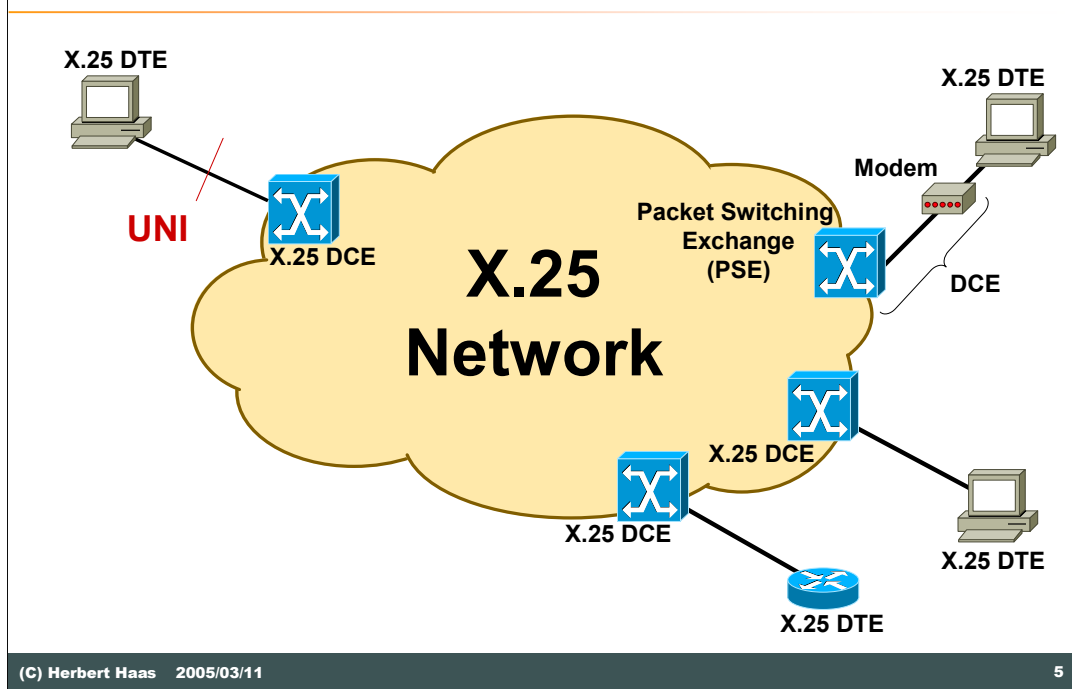 X.25 DTE
X.25 DTE
Modem
UNI
Packet Switching
Exchange
(PSE)
X.25 DCE
DCE
X.25
Network
X.25 DCE
X.25 DCE
X.25 DTE
X.25 DTE
(C) Herbert Haas 2005/03/11
5